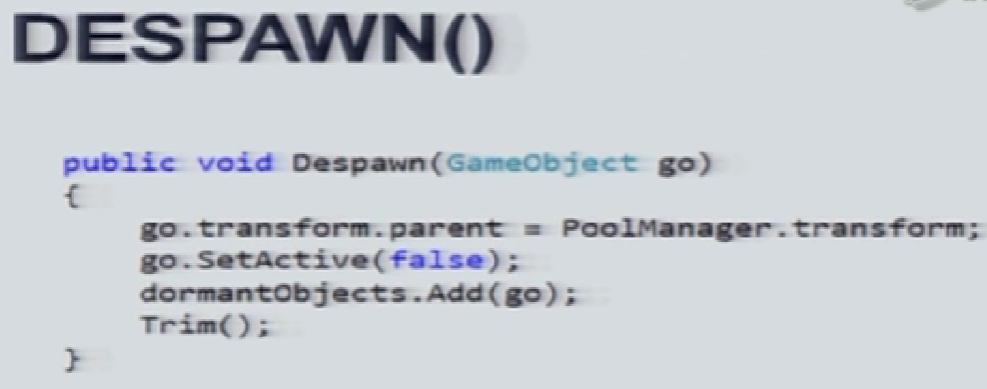 DESPAWN()
public void Despawn(GameObject go)
{
go.transform.parent = PoolManager.transform;
go.SetActive(false);
dormantObjects.Add(go);
Trim();
}